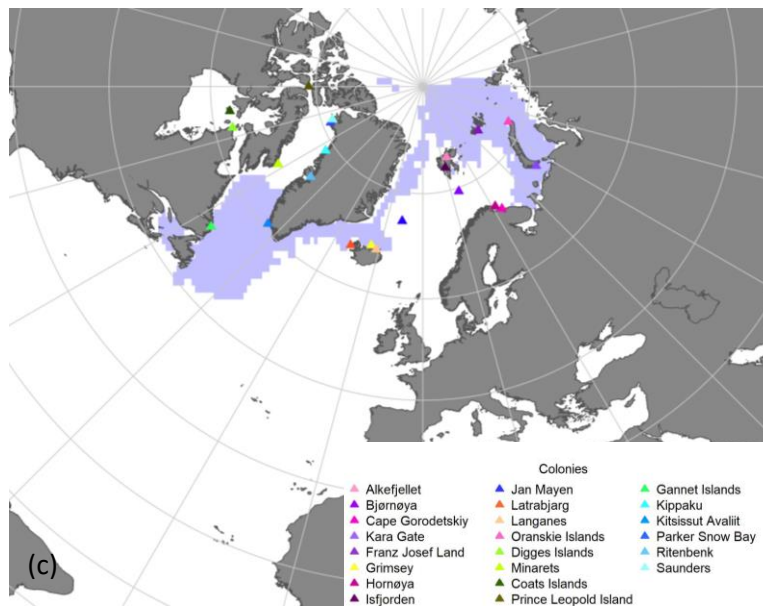 Colonies
Alkefjellet
Bjørnøya
Cape Gorodetskiy
Kara Gate
Franz Josef Land
Grimsey
Hornøya
Isfjorden
Jan Mayen
Latrabjarg
Langanes
Oranskie Islands
Digges Islands
Minarets
Coats Islands
Prince Leopold Island
Gannet Islands
Kippaku
Kitsissut Avaliit
Parker Snow Bay
Ritenbenk
Saunders
(c)